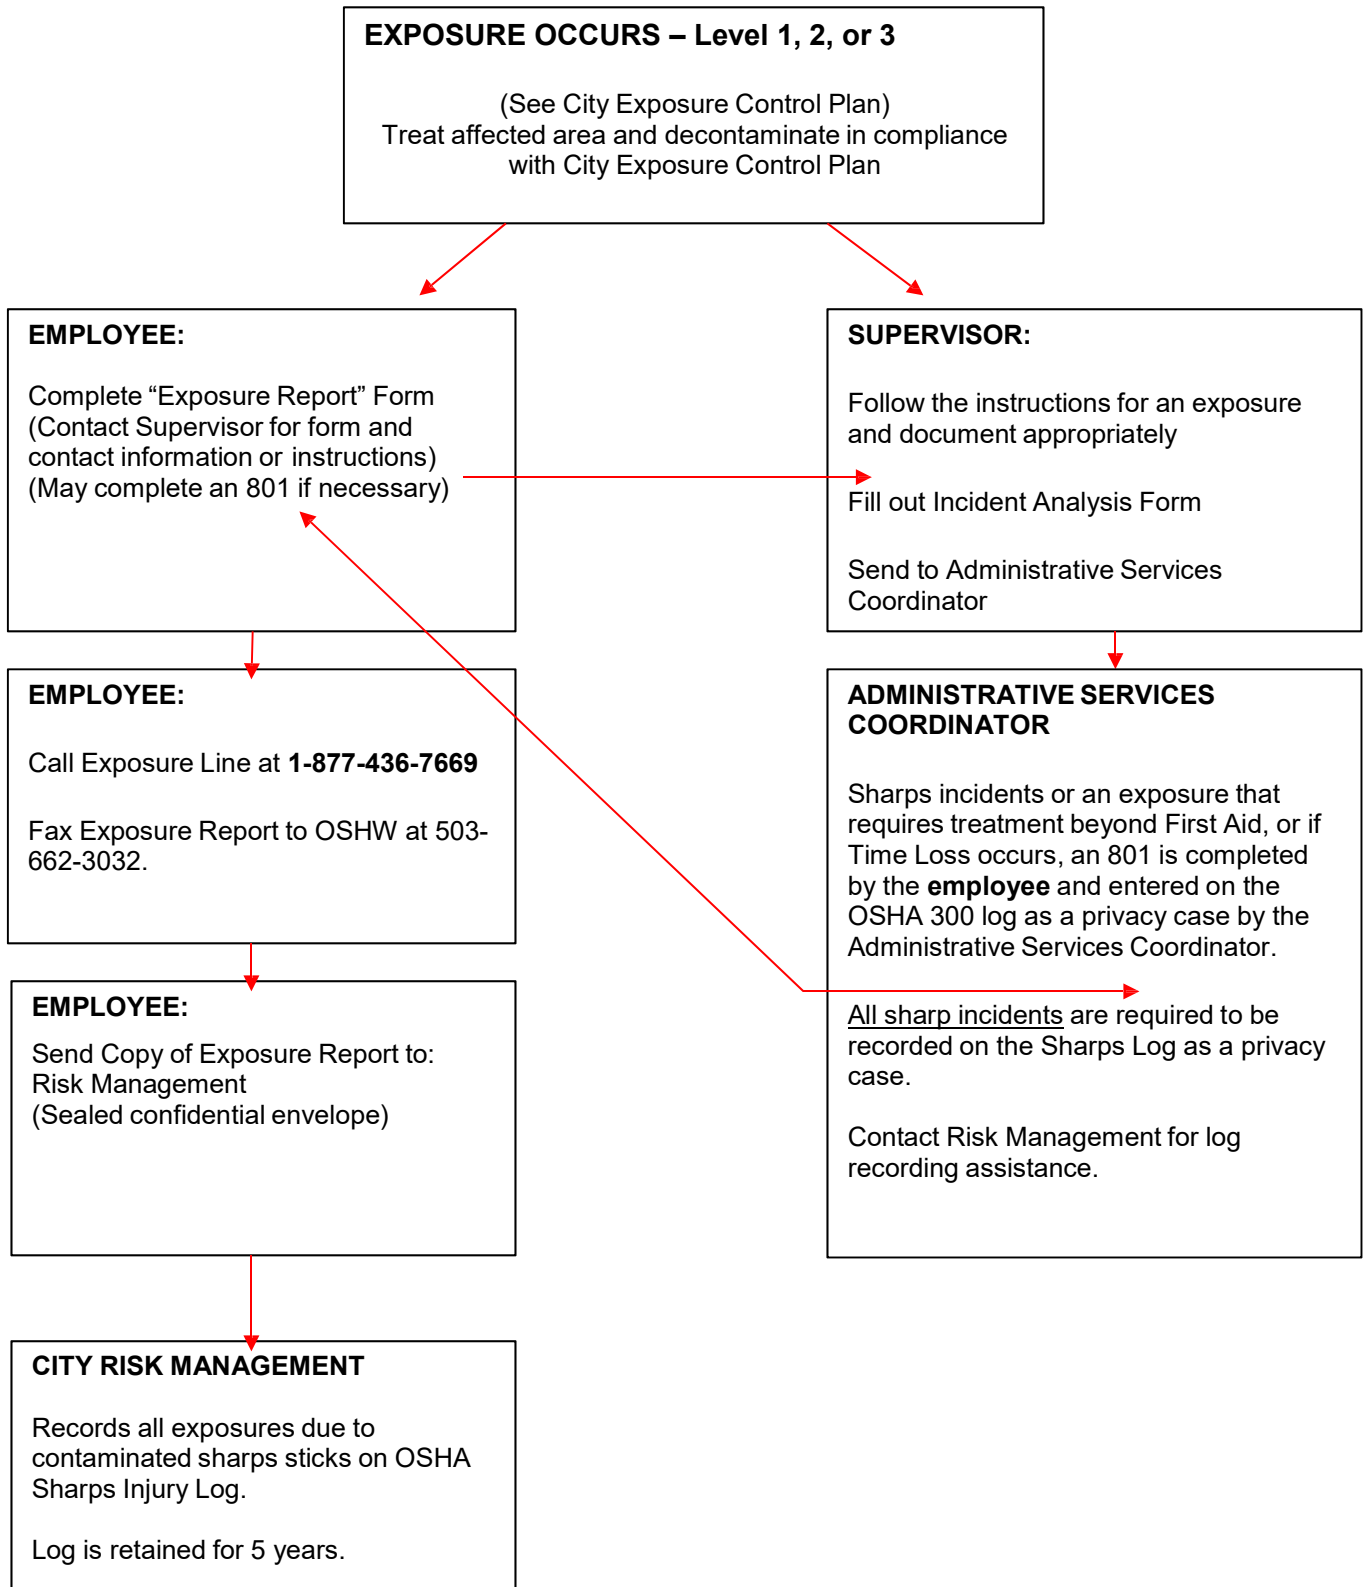 EXPOSURE OCCURS – Level 1, 2, or 3
(See City Exposure Control Plan)
Treat affected area and decontaminate in compliance
with City Exposure Control Plan
EMPLOYEE:
Complete “Exposure Report” Form
(Contact Supervisor for form and
contact information or instructions)
(May complete an 801 if necessary)
SUPERVISOR:
Follow the instructions for an exposure
and document appropriately
Fill out Incident Analysis Form
Send to Administrative Services
Coordinator
EMPLOYEE:
Call Exposure Line at 1-877-436-7669
Fax Exposure Report to OSHW at 503-
662-3032.
ADMINISTRATIVE SERVICES
COORDINATOR
Sharps incidents or an exposure that
requires treatment beyond First Aid, or if
Time Loss occurs, an 801 is completed
by the employee and entered on the
OSHA 300 log as a privacy case by the
Administrative Services Coordinator.
All sharp incidents are required to be
recorded on the Sharps Log as a privacy
case.
Contact Risk Management for log
recording assistance.
EMPLOYEE:
Send Copy of Exposure Report to:
Risk Management
(Sealed confidential envelope)
CITY RISK MANAGEMENT
Records all exposures due to
contaminated sharps sticks on OSHA
Sharps Injury Log.
Log is retained for 5 years.